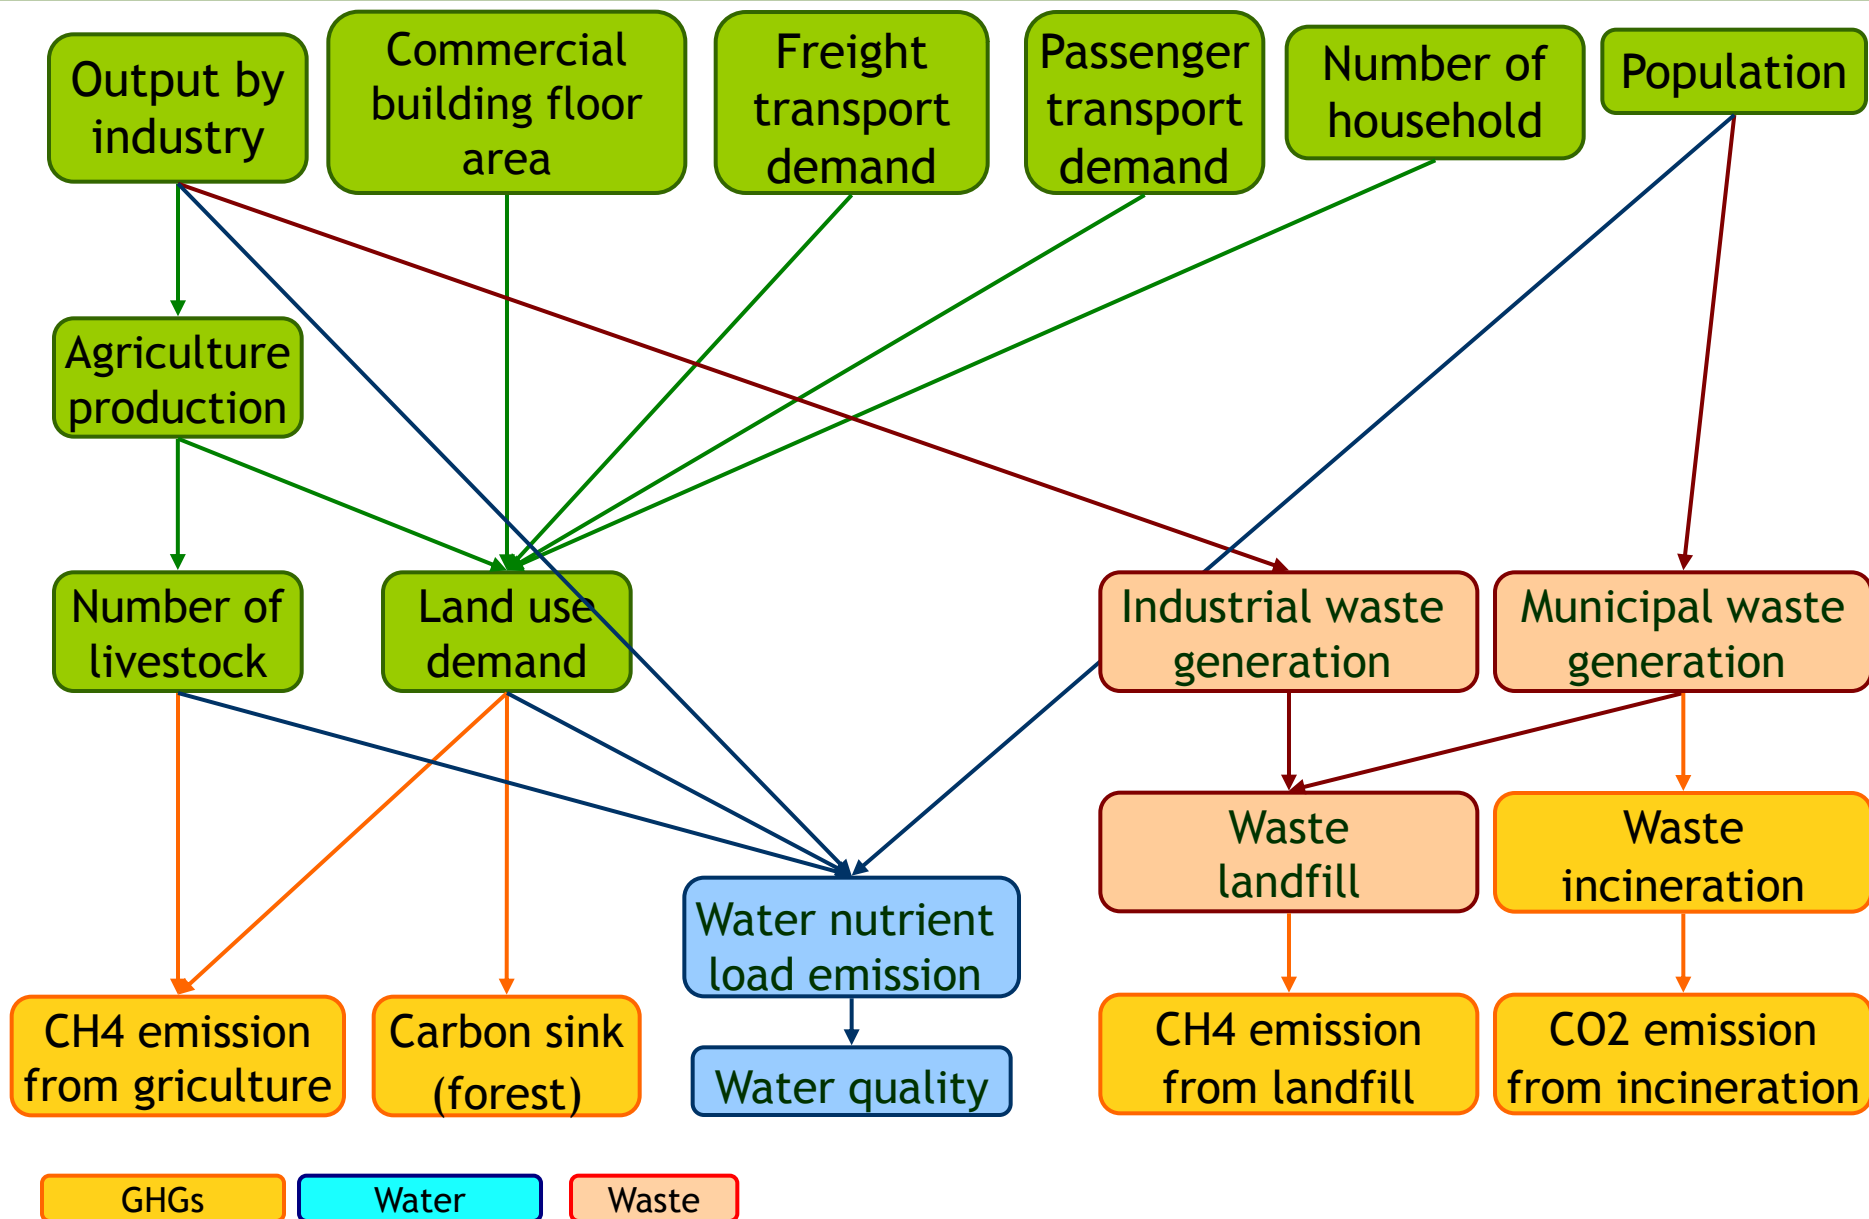 Output by
industry
Commercial
building floor
area
Freight
transport
demand
Passenger
transport
demand
Number of
household
Population
Agriculture
production
Number of
livestock
Land use
demand
Industrial waste
generation
Municipal waste
generation
Waste
landfill
Waste
incineration
Water nutrient
load emission
CH4 emission
from griculture
Carbon sink
(forest)
Water quality
CH4 emission
from landfill
CO2 emission
from incineration
GHGs
Water
Waste